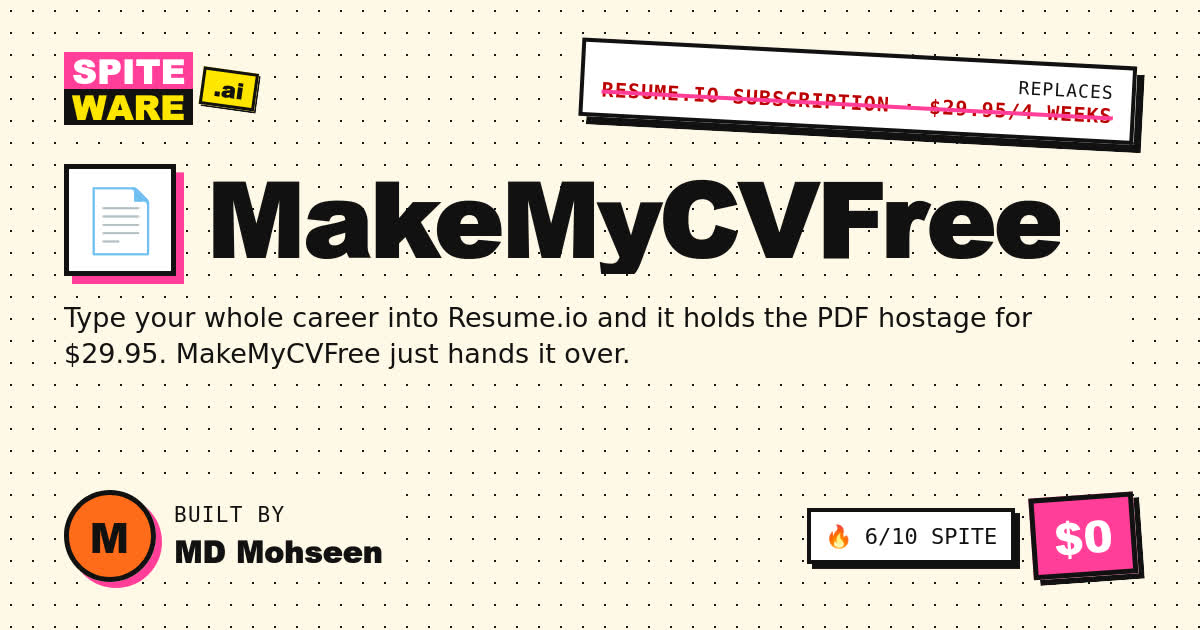 SPITE
WARE
.ai
REPLACES
RESUME.IO SUBSCRIPTION · $29.95/4 WEEKS
MakeMyCVFree
Type your whole career into Resume.io and it holds the PDF hostage for
$29.95. MakeMyCVFree just hands it over.
M
BUILT BY
MD Mohseen
🔥 6/10 SPITE
$0